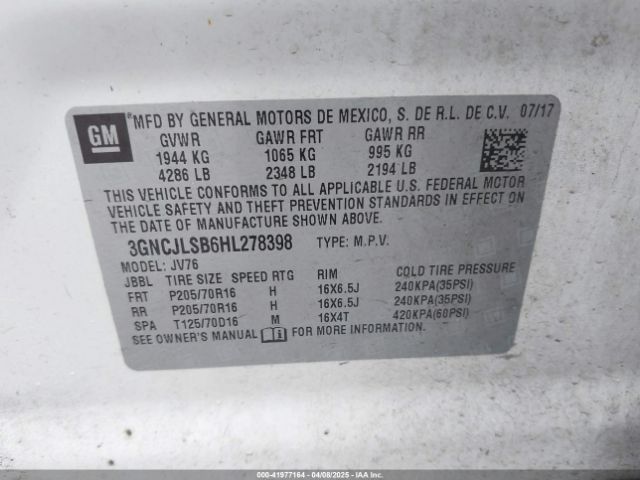 GM
*MFD BY GENERAL MOTORS DE MEXICO, S. DE R.L. DE C.V. 07/17
GVWR GAWR FRT GAWR RR
1944 KG 1065 KG 995 KG
4286 LB 2348 LB 2194 LB
THIS VEHICLE CONFORMS TO ALL APPLICABLE U.S. FEDERAL MOTOR
VEHICLE SAFETY AND THEFT PREVENTION STANDARDS IN EFFECT ON
THE DATE OF MANUFACTURE SHOWN ABOVE.
3GNCJLSB6HL278398 TYPE: M.P.V.
MODEL: JV76
JBBL TIRE SIZE SPEED RTG RIM COLD TIRE PRESSURE
FRT P205/70R16 H 16X6.5J 240KPA(35PSI)
RR P205/70R16 H 16X6.5J 240KPA(35PSI)
SPA T125/70D16 M 16X4T 420KPA(60PSI)
SEE OWNER'S MANUAL FOR MORE INFORMATION.
000-41977164 - 04/08/2025 - IAAI.COM